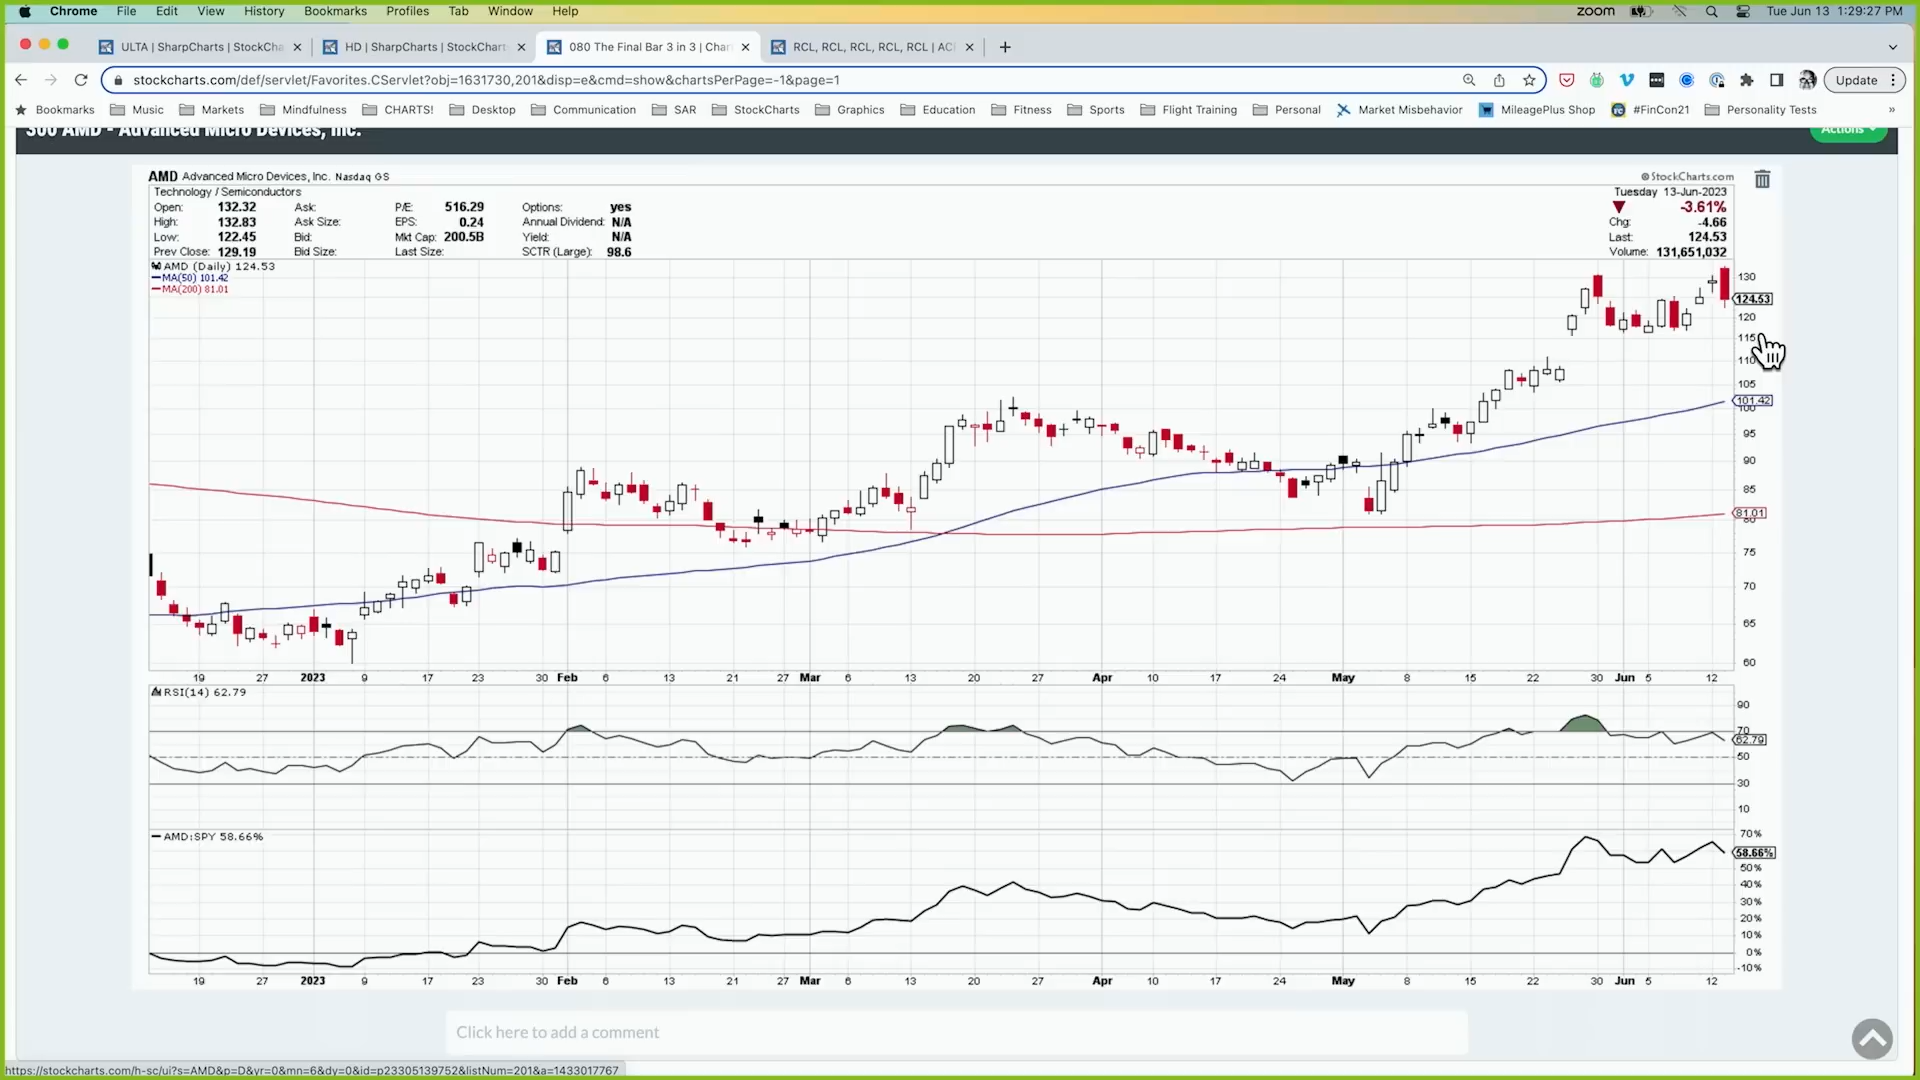 Chrome File Edit View History Bookmarks Profiles Tab Window Help zoom Tue Jun 13 1:29:27 PM
ULTA | SharpCharts | StockCha HD | SharpCharts | StockChart 080 The Final Bar 3 in 3 | Char RCL, RCL, RCL, RCL, RCL | AC
stockcharts.com/def/servlet/Favorites.CServlet?obj=1631730,201&disp=e&cmd=show&chartsPerPage=-1&page=1 Update
Bookmarks Music Markets Mindfulness CHARTS! Desktop Communication SAR StockCharts Graphics Education Fitness Sports Flight Training Personal Market Misbehavior MileagePlus Shop #FinCon21 Personality Tests »
300 AMD - Advanced Micro Devices, Inc. Actions
AMD Advanced Micro Devices, Inc. Nasdaq GS © StockCharts.com
Technology / Semiconductors Tuesday 13-Jun-2023
Open: 132.32 Ask: P/E: 516.29 Options: yes -3.61%
High: 132.83 Ask Size: EPS: 0.24 Annual Dividend: N/A Chg: -4.66
Low: 122.45 Bid: Mkt Cap: 200.5B Yield: N/A Last: 124.53
Prev Close: 129.19 Bid Size: Last Size: SCTR (Large): 98.6 Volume: 131,651,032
AMD (Daily) 124.53
MA(50) 101.42
MA(200) 81.01
130
124.53
120
115
110
105
101.42
100
95
90
85
81.01
80
75
70
65
60
19 27 2023 9 17 23 30 Feb 6 13 21 27 Mar 6 13 20 27 Apr 10 17 24 May 8 15 22 30 Jun 5 12
RSI(14) 62.79
90
70
62.79
50
30
10
AMD:SPY 58.66%
70%
58.66%
50%
40%
30%
20%
10%
0%
-10%
19 27 2023 9 17 23 30 Feb 6 13 21 27 Mar 6 13 20 27 Apr 10 17 24 May 8 15 22 30 Jun 5 12
Click here to add a comment
https://stockcharts.com/h-sc/ui?s=AMD&p=D&yr=0&mn=6&dy=0&id=p23305139752&listNum=201&a=1433017767